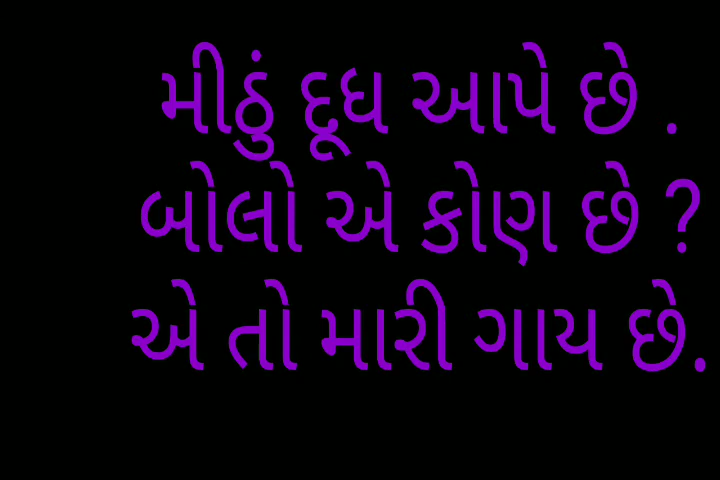 મીઠું દૂધ આપે છે .
બોલો એ કોણ છે ?
એ તો મારી ગાય છે.